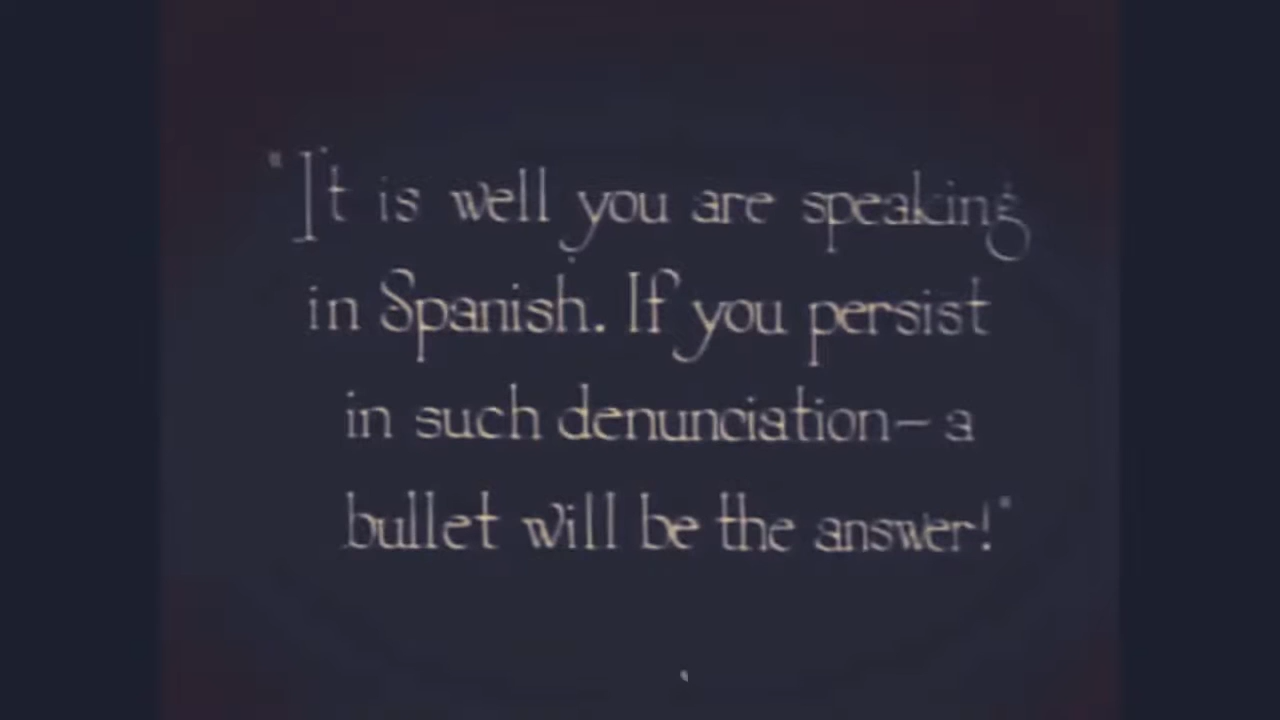 "It is well you are speaking
in Spanish. If you persist
in such denunciation— a
bullet will be the answer!"